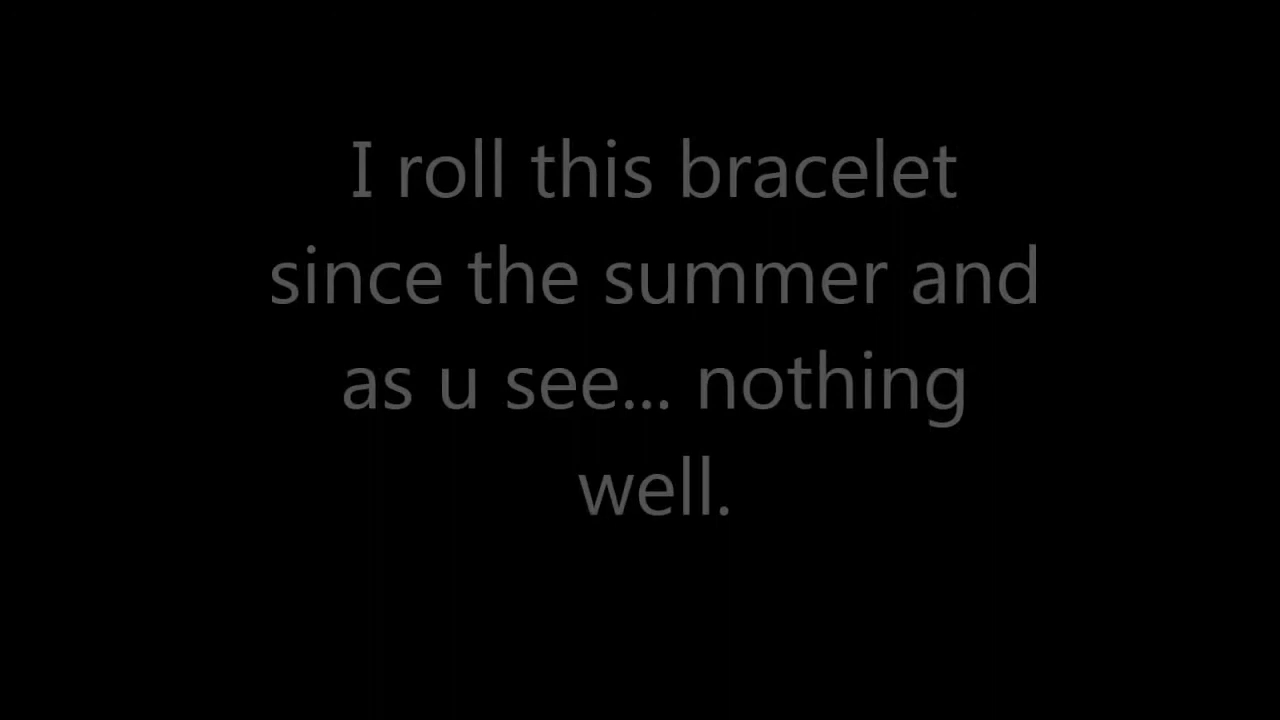 I roll this bracelet
since the summer and
as u see... nothing
well.